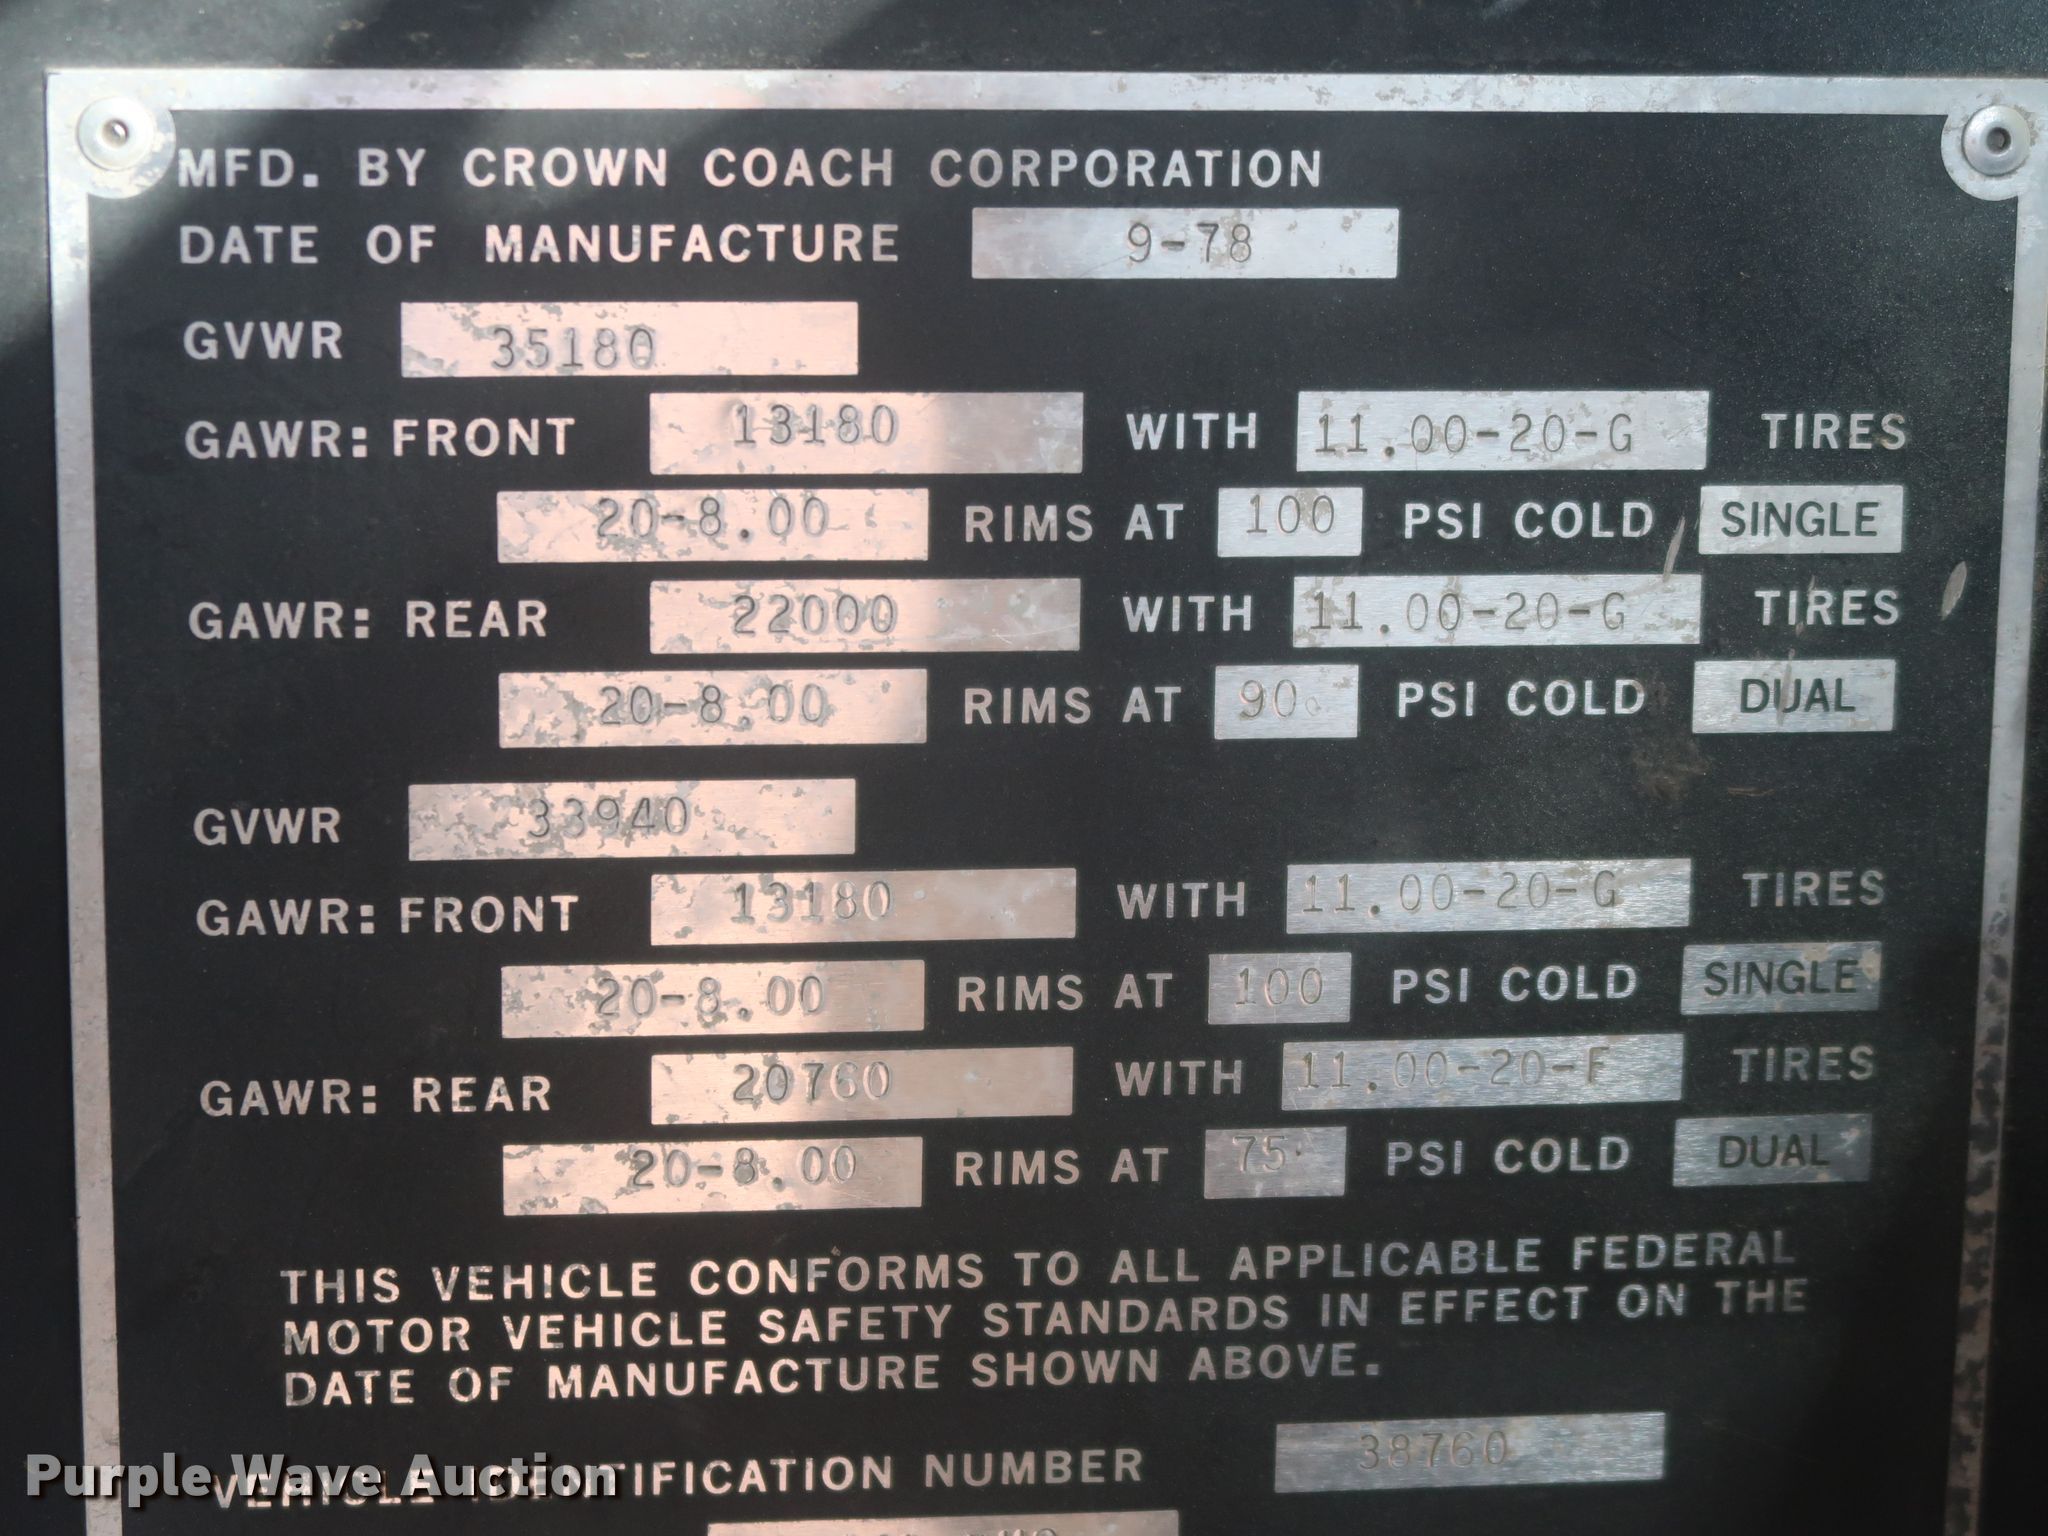 MFD. BY CROWN COACH CORPORATION
DATE OF MANUFACTURE 9-78
GVWR 35180
GAWR: FRONT 13180 WITH 11.00-20-G TIRES
20-8.00 RIMS AT 100 PSI COLD SINGLE
GAWR: REAR 22000 WITH 11.00-20-G TIRES
20-8.00 RIMS AT 90 PSI COLD DUAL
GVWR 33940
GAWR: FRONT 13180 WITH 11.00-20-G TIRES
20-8.00 RIMS AT 100 PSI COLD SINGLE
GAWR: REAR 20760 WITH 11.00-20-F TIRES
20-8.00 RIMS AT 75 PSI COLD DUAL
THIS VEHICLE CONFORMS TO ALL APPLICABLE FEDERAL
MOTOR VEHICLE SAFETY STANDARDS IN EFFECT ON THE
DATE OF MANUFACTURE SHOWN ABOVE.
VEHICLE IDENTIFICATION NUMBER 38760
Purple Wave Auction